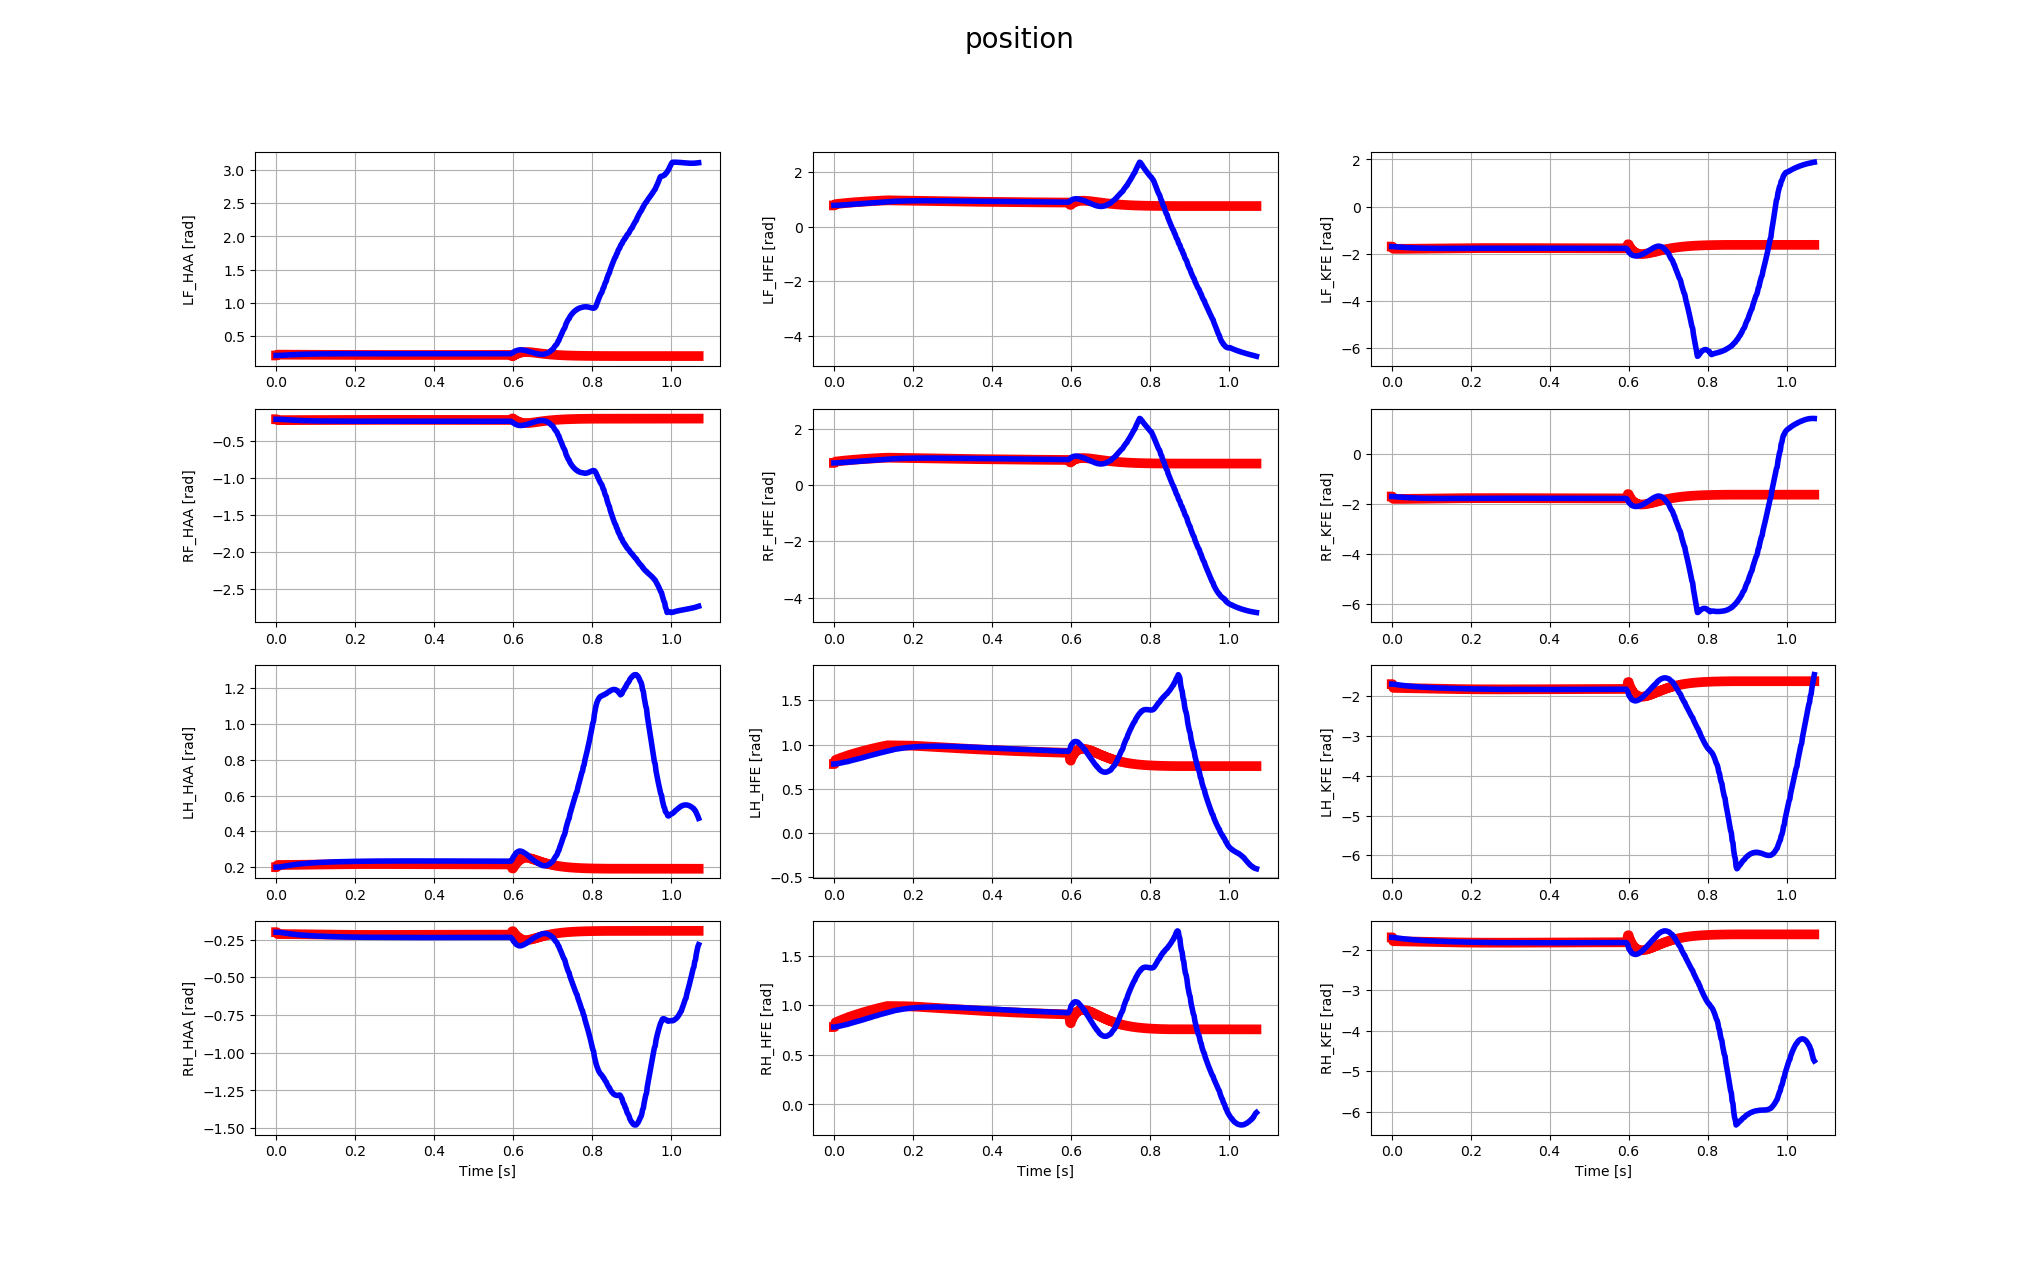 position
LF_HAA [rad]
3.0
2.5
2.0
1.5
1.0
0.5
0.0 0.2 0.4 0.6 0.8 1.0
LF_HFE [rad]
2
0
−2
−4
0.0 0.2 0.4 0.6 0.8 1.0
LF_KFE [rad]
2
0
−2
−4
−6
0.0 0.2 0.4 0.6 0.8 1.0
RF_HAA [rad]
−0.5
−1.0
−1.5
−2.0
−2.5
0.0 0.2 0.4 0.6 0.8 1.0
RF_HFE [rad]
2
0
−2
−4
0.0 0.2 0.4 0.6 0.8 1.0
RF_KFE [rad]
0
−2
−4
−6
0.0 0.2 0.4 0.6 0.8 1.0
LH_HAA [rad]
1.2
1.0
0.8
0.6
0.4
0.2
0.0 0.2 0.4 0.6 0.8 1.0
LH_HFE [rad]
1.5
1.0
0.5
0.0
−0.5
0.0 0.2 0.4 0.6 0.8 1.0
LH_KFE [rad]
−2
−3
−4
−5
−6
0.0 0.2 0.4 0.6 0.8 1.0
RH_HAA [rad]
−0.25
−0.50
−0.75
−1.00
−1.25
−1.50
0.0 0.2 0.4 0.6 0.8 1.0
Time [s]
RH_HFE [rad]
1.5
1.0
0.5
0.0
0.0 0.2 0.4 0.6 0.8 1.0
Time [s]
RH_KFE [rad]
−2
−3
−4
−5
−6
0.0 0.2 0.4 0.6 0.8 1.0
Time [s]